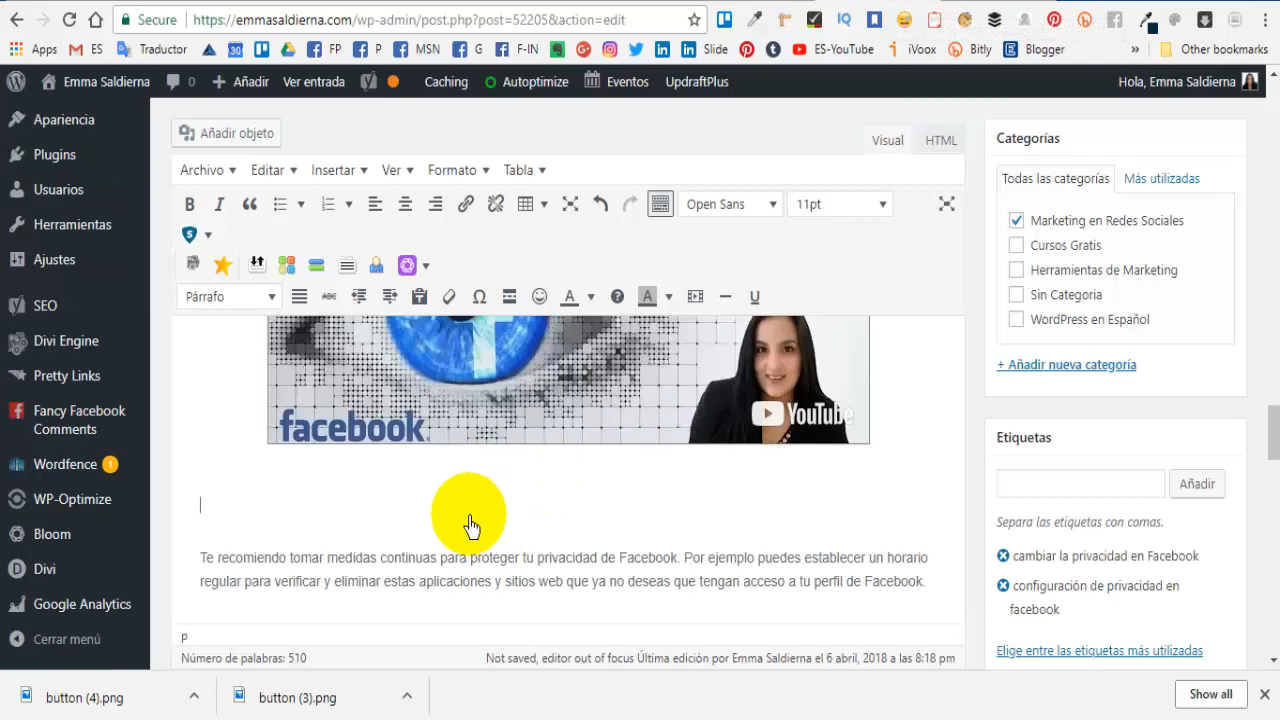 Secure https://emmasaldierna.com/wp-admin/post.php?post=52205&action=edit
Apps ES Traductor FP P MSN G F-IN Slide ES-YouTube iVoox Bitly Blogger » Other bookmarks
Emma Saldierna 0 Añadir Ver entrada Caching Autoptimize Eventos UpdraftPlus Hola, Emma Saldierna
Apariencia
Plugins
Usuarios
Herramientas
Ajustes
SEO
Divi Engine
Pretty Links
Fancy Facebook
Comments
Wordfence 1
WP-Optimize
Bloom
Divi
Google Analytics
Cerrar menú
Añadir objeto
Visual HTML
Archivo Editar Insertar Ver Formato Tabla
Open Sans 11pt
Párrafo
facebook
YouTube
Te recomiendo tomar medidas continuas para proteger tu privacidad de Facebook. Por ejemplo puedes establecer un horario
regular para verificar y eliminar estas aplicaciones y sitios web que ya no deseas que tengan acceso a tu perfil de Facebook.
p
Número de palabras: 510 Not saved, editor out of focus Última edición por Emma Saldierna el 6 abril, 2018 a las 8:18 pm
Categorías
Todas las categorías Más utilizadas
Marketing en Redes Sociales
Cursos Gratis
Herramientas de Marketing
Sin Categoria
WordPress en Español
+ Añadir nueva categoría
Etiquetas
Añadir
Separa las etiquetas con comas.
cambiar la privacidad en Facebook
configuración de privacidad en
facebook
Elige entre las etiquetas más utilizadas
button (4).png button (3).png Show all